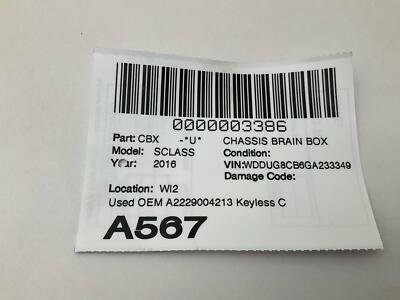 0000003386
Part: CBX -*U* CHASSIS BRAIN BOX
Model: SCLASS Condition:
Year: 2016 VIN:WDDUG8CB6GA233349
Damage Code:
Location: WI2
Used OEM A2229004213 Keyless C
A567